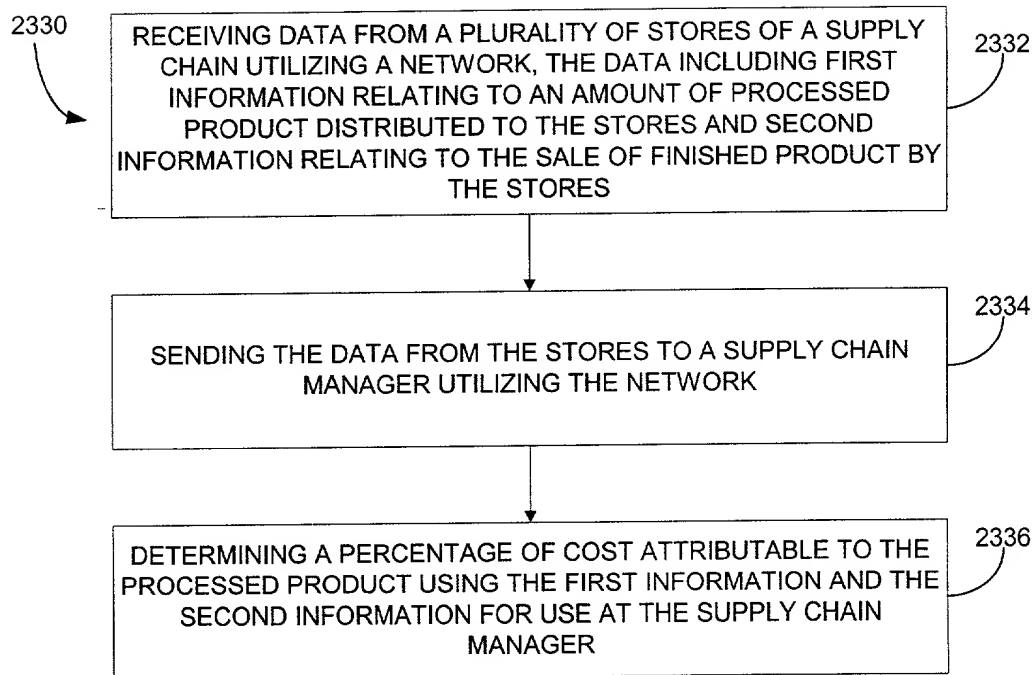 2330
RECEIVING DATA FROM A PLURALITY OF STORES OF A SUPPLY
2332
CHAIN UTILIZING A NETWORK, THE DATA INCLUDING FIRST
INFORMATION RELATING TO AN AMOUNT OF PROCESSED
PRODUCT DISTRIBUTED TO THE STORES AND SECOND
INFORMATION RELATING TO THE SALE OF FINISHED PRODUCT BY
THE STORES
2334
SENDING THE DATA FROM THE STORES TO A SUPPLY CHAIN
MANAGER UTILIZING THE NETWORK
2336
DETERMINING A PERCENTAGE OF COST ATTRIBUTABLE TO THE
PROCESSED PRODUCT USING THE FIRST INFORMATION AND THE
SECOND INFORMATION FOR USE AT THE SUPPLY CHAIN
MANAGER